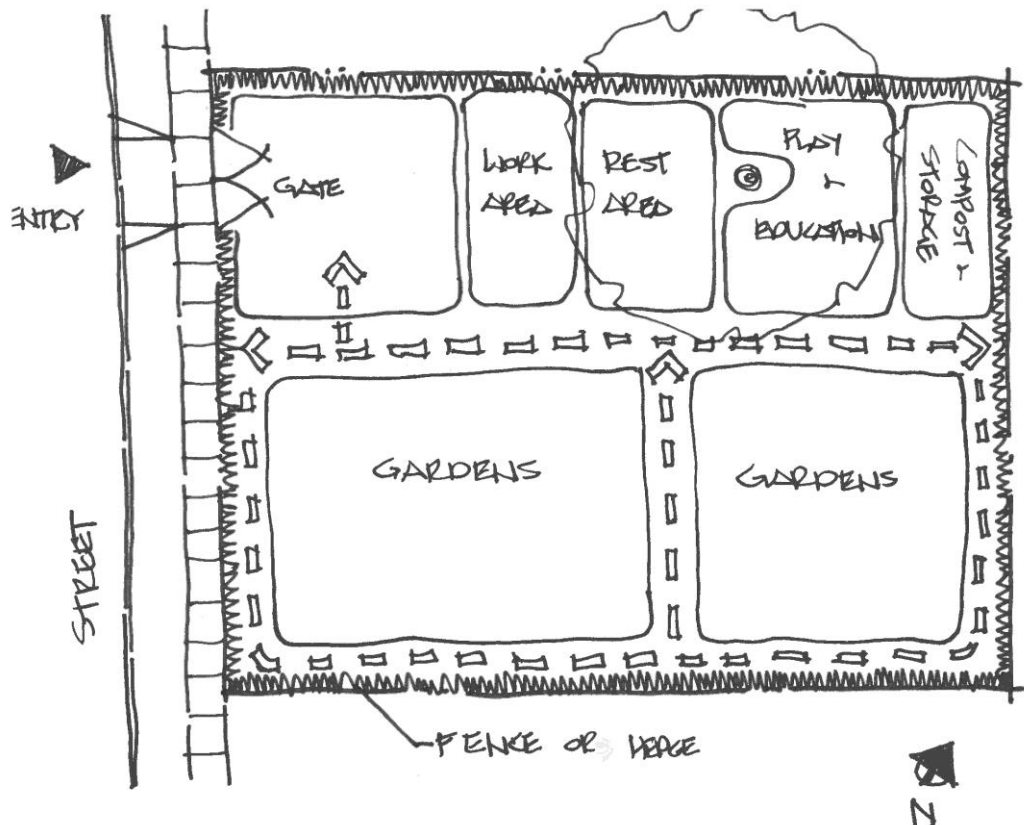 ENTRY
GATE
WORK
AREA
REST
AREA
PLAY
&
EDUCATION
COMPOST &
STORAGE
GARDENS
GARDENS
STREET
FENCE OR HEDGE
N